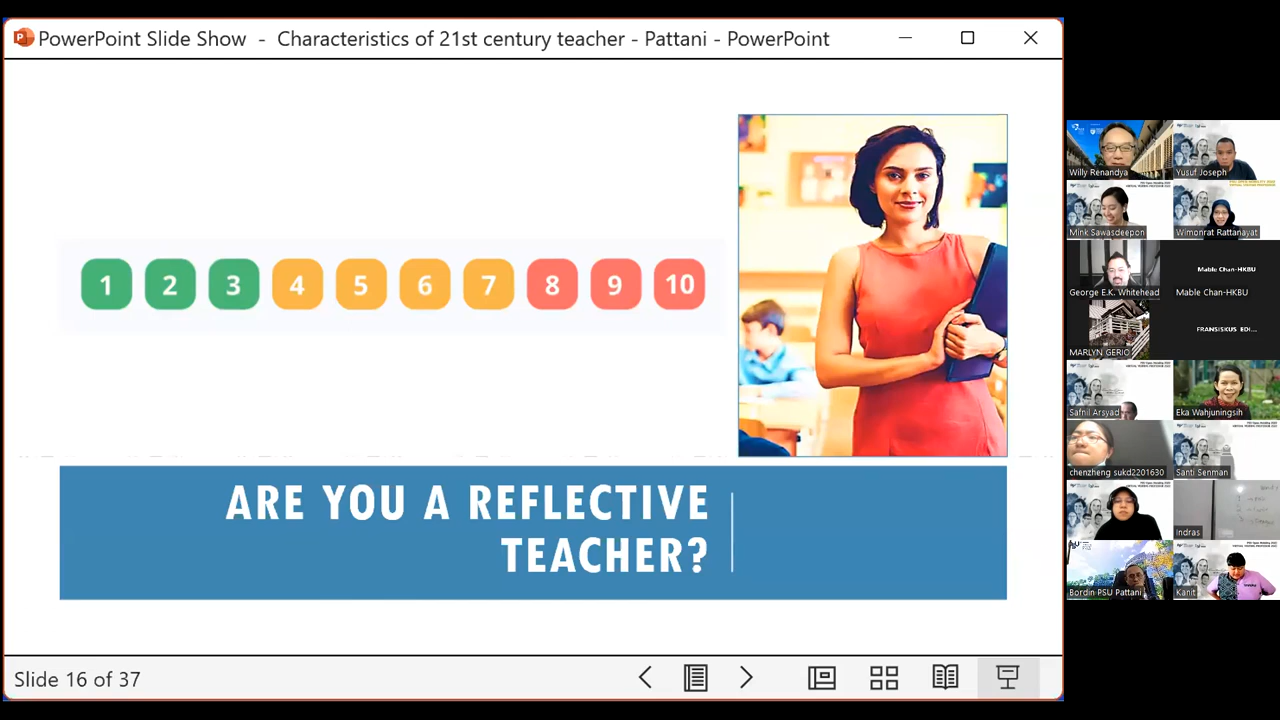 PowerPoint Slide Show - Characteristics of 21st century teacher - Pattani - PowerPoint
1 2 3 4 5 6 7 8 9 10
ARE YOU A REFLECTIVE
TEACHER?
Slide 16 of 37
Willy Renandya
Yusuf Joseph
Mink Sawasdeepon
Wimonrat Rattanayat
George E.K. Whitehead
Mable Chan-HKBU
Mable Chan-HKBU
MARLYN GERIO
FRANSISKUS EDI...
Safnil Arsyad
Eka Wahjuningsih
chenzheng sukd2201630
Santi Senman
Indras
Bordin PSU Pattani
Kanit